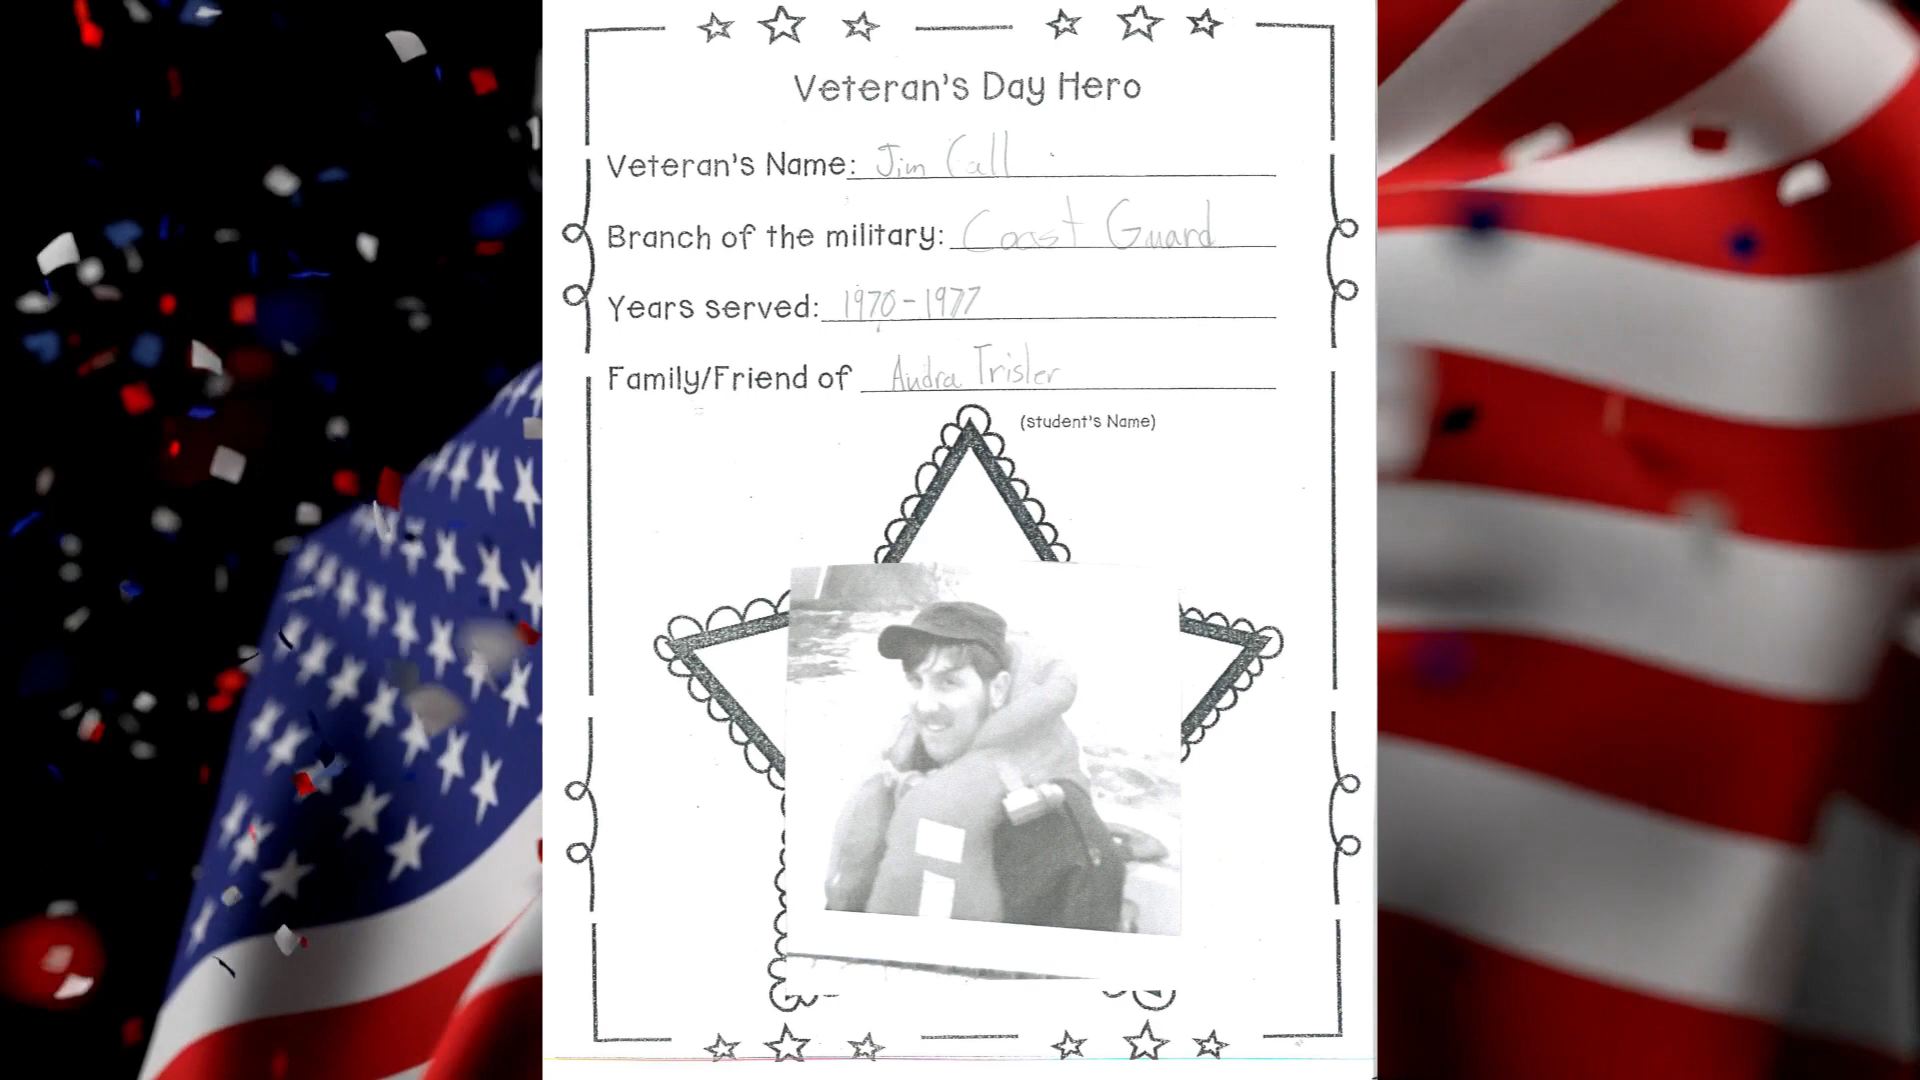 Veteran's Day Hero
Veteran's Name: Jim Call
Branch of the military: Coast Guard
Years served: 1970-1977
Family/Friend of Audra Trisler
(student's Name)